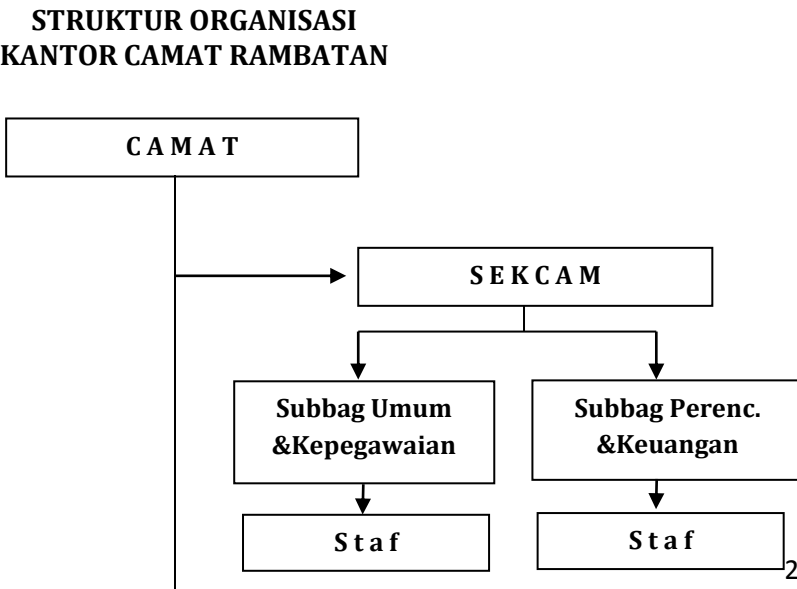 STRUKTUR ORGANISASI
KANTOR CAMAT RAMBATAN
C A M A T
S E K C A M
Subbag Umum
&Kepegawaian
Subbag Perenc.
&Keuangan
S t a f
S t a f
2